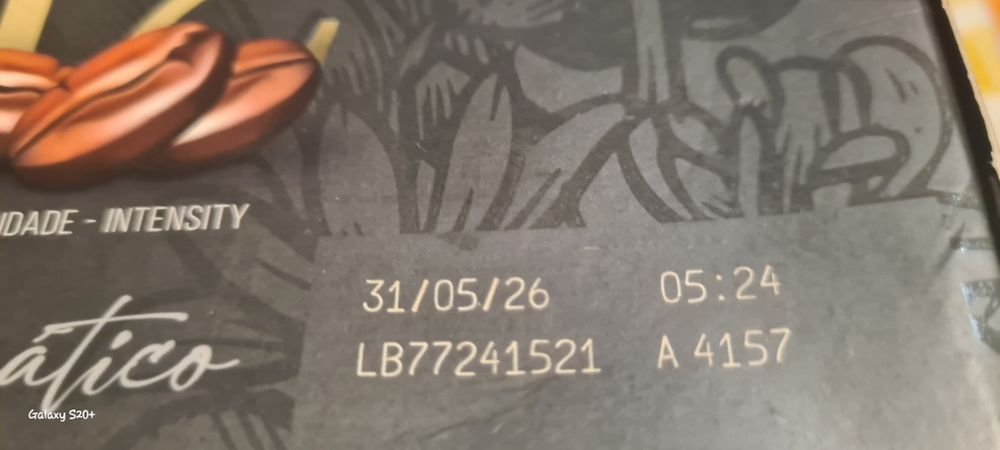 IDADE - INTENSITY
31/05/26 05:24
ático
LB77241521 A 4157
Galaxy S20+